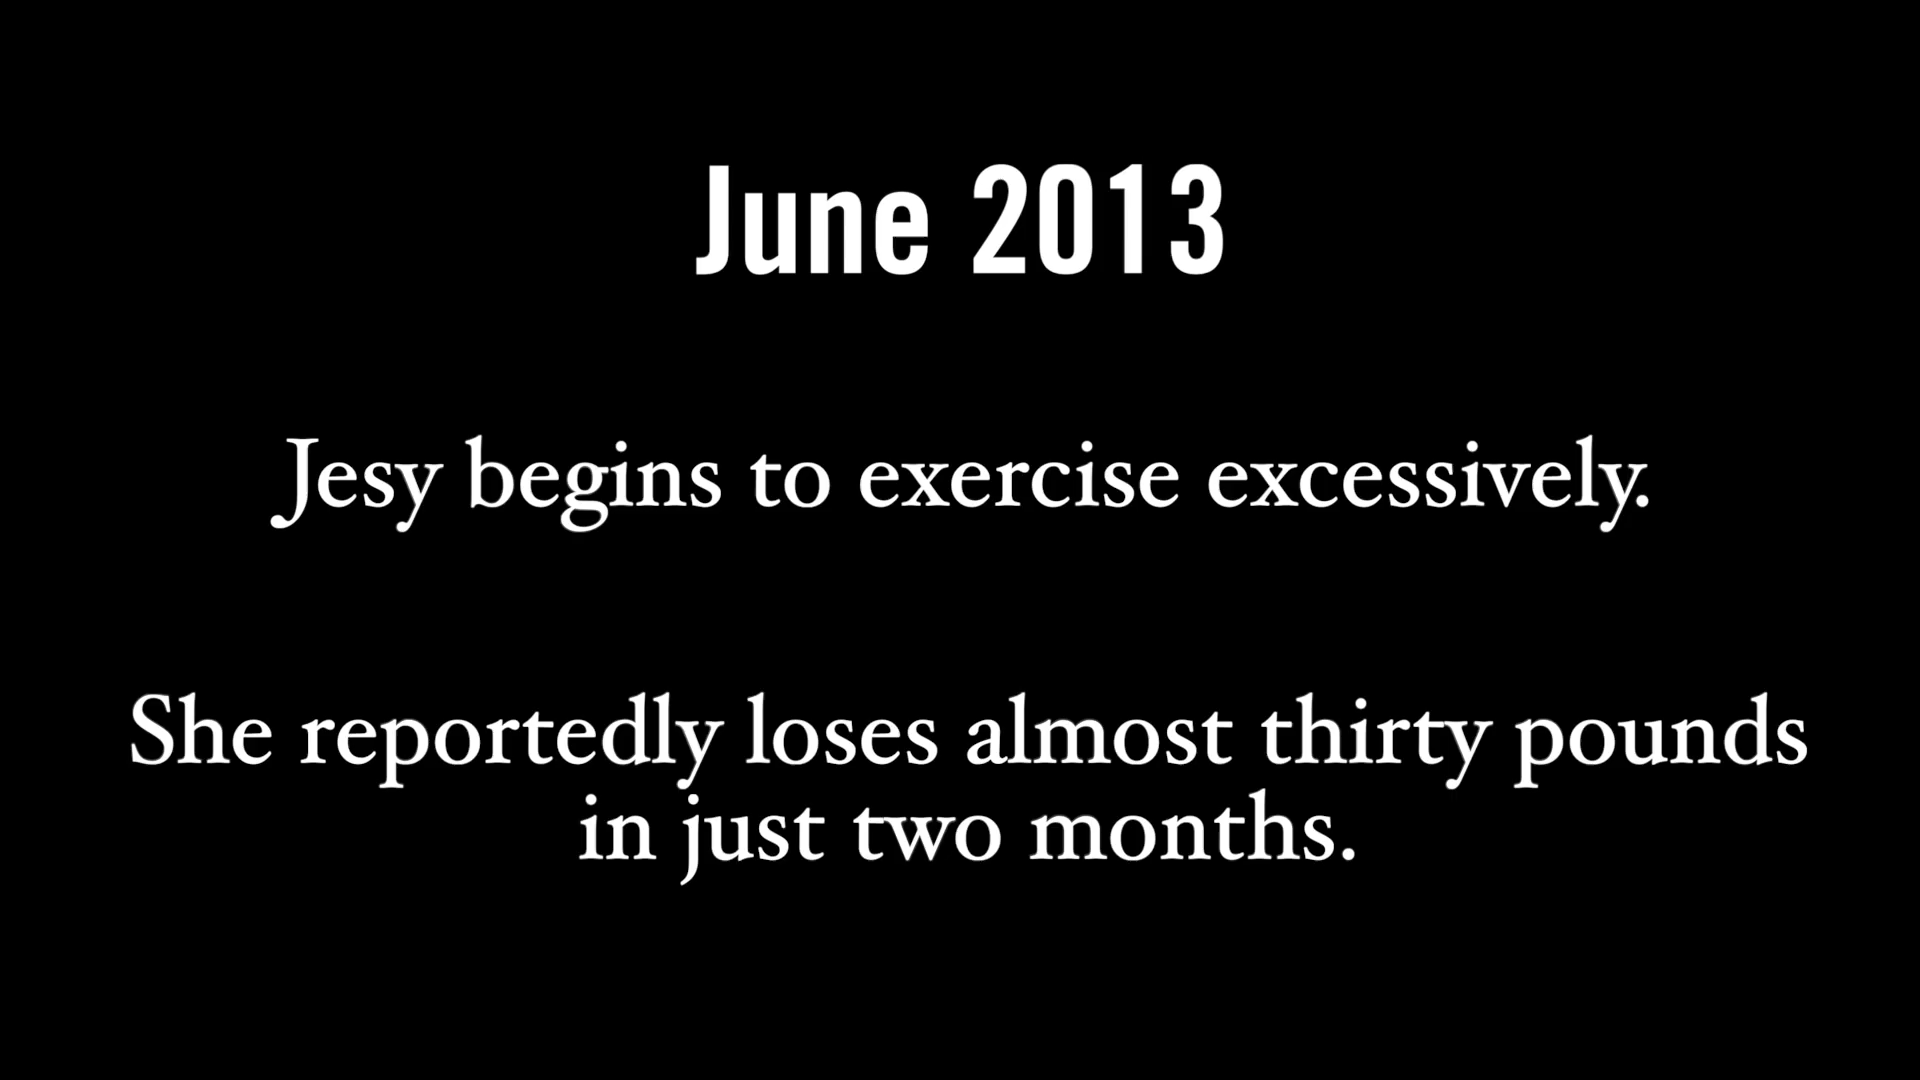 June 2013
Jesy begins to exercise excessively.
She reportedly loses almost thirty pounds
in just two months.